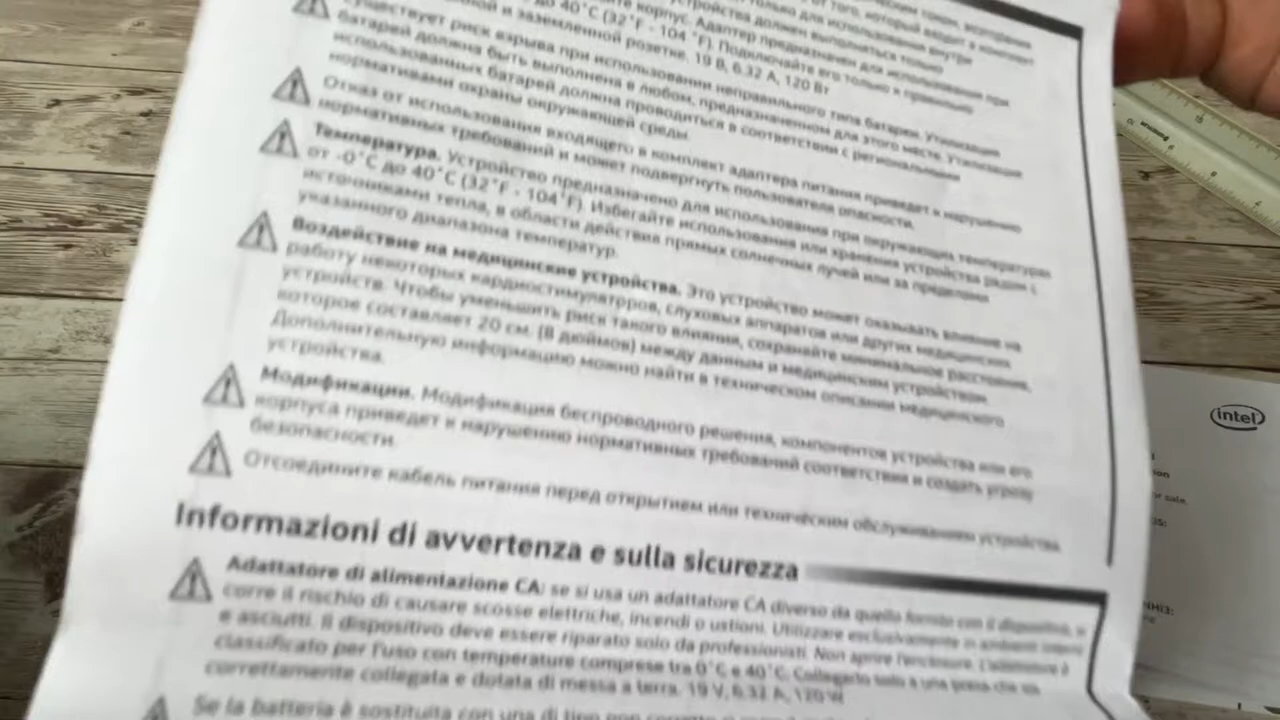 до 40°C (32°F - 104 °F). Подключайте его только к правильно
и заземленной розетке. 19 В, 6.32 А, 120 Вт
существует риск взрыва при использовании неправильного типа батареи. Утилизация
батарей должна быть выполнена в любом, предназначенном для этого месте. Утилизация
использованных батарей должна проводиться в соответствии с региональными
нормативами охраны окружающей среды.
Отказ от использования входящего в комплект адаптера питания приведет к нарушению
нормативных требований и может подвергнуть пользователя опасности.
Температура. Устройство предназначено для использования при окружающих температурах
от -0°C до 40°C (32°F - 104°F). Избегайте использования или хранения устройства рядом с
источниками тепла, в области действия прямых солнечных лучей или за пределами
указанного диапазона температур.
Воздействие на медицинские устройства. Это устройство может оказывать влияние на
работу некоторых кардиостимуляторов, слуховых аппаратов или других медицинских
устройств. Чтобы уменьшить риск такого влияния, сохраняйте минимальное расстояние,
которое составляет 20 см. (8 дюймов) между данным и медицинским устройством.
Дополнительную информацию можно найти в техническом описании медицинского
устройства.
Модификации. Модификация беспроводного решения, компонентов устройства или его
корпуса приведет к нарушению нормативных требований соответствия и создать угрозу
безопасности.
Отсоедините кабель питания перед открытием или техническим обслуживанием устройства.
Informazioni di avvertenza e sulla sicurezza
Adattatore di alimentazione CA: se si usa un adattatore CA diverso da quello fornito con il dispositivo, si
corre il rischio di causare scosse elettriche, incendi o ustioni. Utilizzare esclusivamente in ambienti interni
e asciutti. Il dispositivo deve essere riparato solo da professionisti. Non aprire l'enclosure. L'adattatore è
classificato per l'uso con temperature comprese tra 0°C e 40°C. Collegarlo solo a una presa che sia
correttamente collegata e dotata di messa a terra. 19 V, 6.32 A, 120 W
Se la batteria è sostituita con una di tipo non corretto
intel